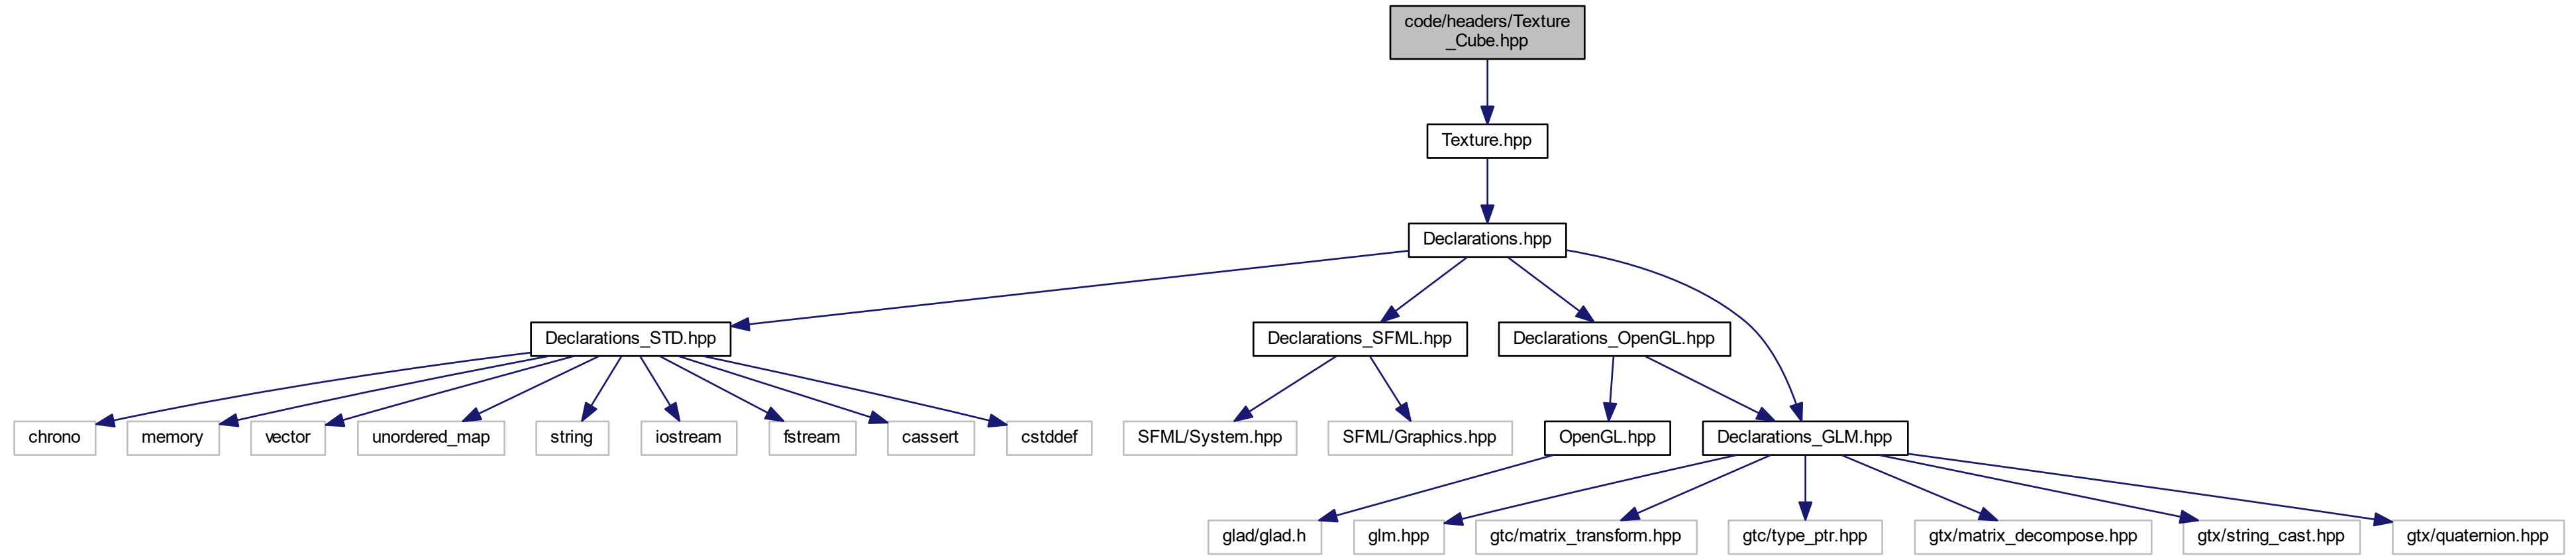 code/headers/Texture
_Cube.hpp
Texture.hpp
Declarations.hpp
Declarations_STD.hpp
Declarations_SFML.hpp
Declarations_OpenGL.hpp
chrono
memory
vector
unordered_map
string
iostream
fstream
cassert
cstddef
SFML/System.hpp
SFML/Graphics.hpp
OpenGL.hpp
Declarations_GLM.hpp
glad/glad.h
glm.hpp
gtc/matrix_transform.hpp
gtc/type_ptr.hpp
gtx/matrix_decompose.hpp
gtx/string_cast.hpp
gtx/quaternion.hpp